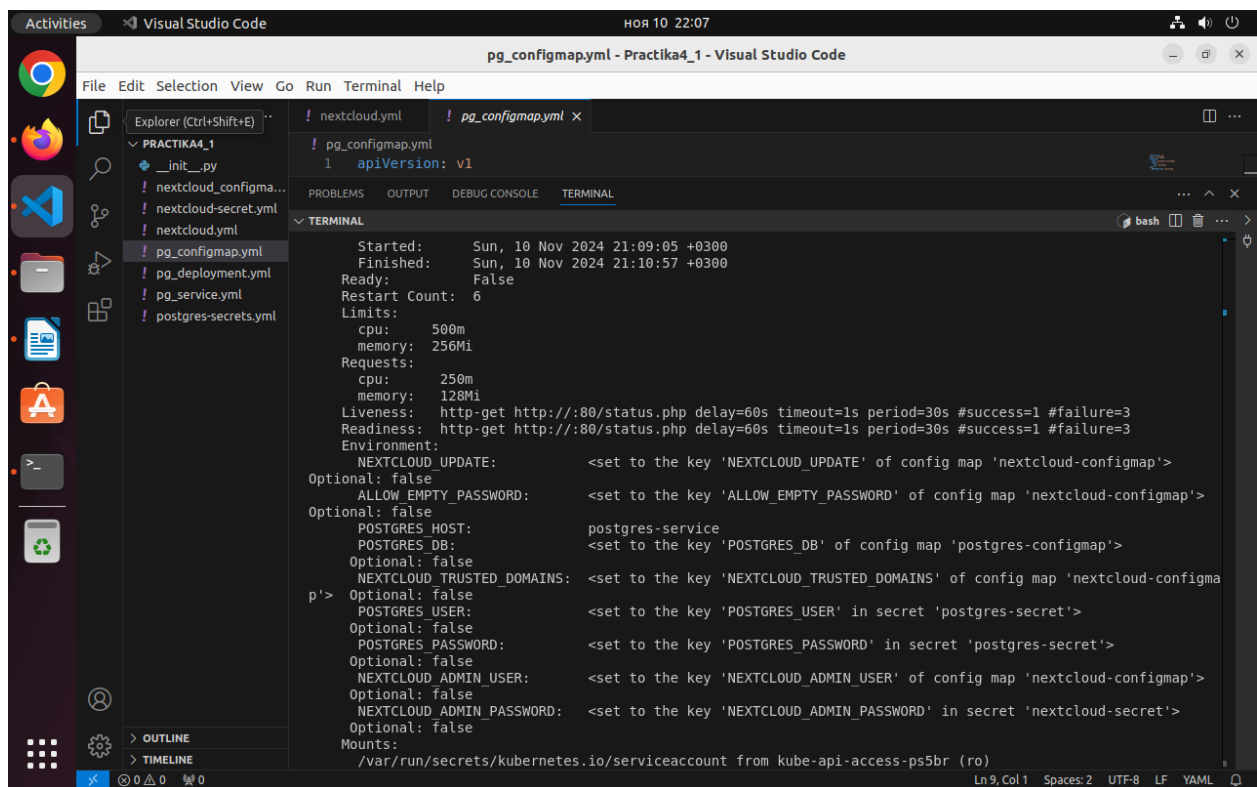 Activities Visual Studio Code ноя 10 22:07
pg_configmap.yml - Practika4_1 - Visual Studio Code
File Edit Selection View Go Run Terminal Help
Explorer (Ctrl+Shift+E)
PRACTIKA4_1
__init__.py
! nextcloud_configma...
! nextcloud-secret.yml
! nextcloud.yml
! pg_configmap.yml
! pg_deployment.yml
! pg_service.yml
! postgres-secrets.yml
OUTLINE
TIMELINE
! nextcloud.yml ! pg_configmap.yml
! pg_configmap.yml
1 apiVersion: v1
PROBLEMS OUTPUT DEBUG CONSOLE TERMINAL
TERMINAL bash
Started: Sun, 10 Nov 2024 21:09:05 +0300
Finished: Sun, 10 Nov 2024 21:10:57 +0300
Ready: False
Restart Count: 6
Limits:
cpu: 500m
memory: 256Mi
Requests:
cpu: 250m
memory: 128Mi
Liveness: http-get http://:80/status.php delay=60s timeout=1s period=30s #success=1 #failure=3
Readiness: http-get http://:80/status.php delay=60s timeout=1s period=30s #success=1 #failure=3
Environment:
NEXTCLOUD_UPDATE: <set to the key 'NEXTCLOUD_UPDATE' of config map 'nextcloud-configmap'>
Optional: false
ALLOW_EMPTY_PASSWORD: <set to the key 'ALLOW_EMPTY_PASSWORD' of config map 'nextcloud-configmap'>
Optional: false
POSTGRES_HOST: postgres-service
POSTGRES_DB: <set to the key 'POSTGRES_DB' of config map 'postgres-configmap'>
Optional: false
NEXTCLOUD_TRUSTED_DOMAINS: <set to the key 'NEXTCLOUD_TRUSTED_DOMAINS' of config map 'nextcloud-configma
p'> Optional: false
POSTGRES_USER: <set to the key 'POSTGRES_USER' in secret 'postgres-secret'>
Optional: false
POSTGRES_PASSWORD: <set to the key 'POSTGRES_PASSWORD' in secret 'postgres-secret'>
Optional: false
NEXTCLOUD_ADMIN_USER: <set to the key 'NEXTCLOUD_ADMIN_USER' of config map 'nextcloud-configmap'>
Optional: false
NEXTCLOUD_ADMIN_PASSWORD: <set to the key 'NEXTCLOUD_ADMIN_PASSWORD' in secret 'nextcloud-secret'>
Optional: false
Mounts:
/var/run/secrets/kubernetes.io/serviceaccount from kube-api-access-ps5br (ro)
0 0 0 Ln 9, Col 1 Spaces: 2 UTF-8 LF YAML